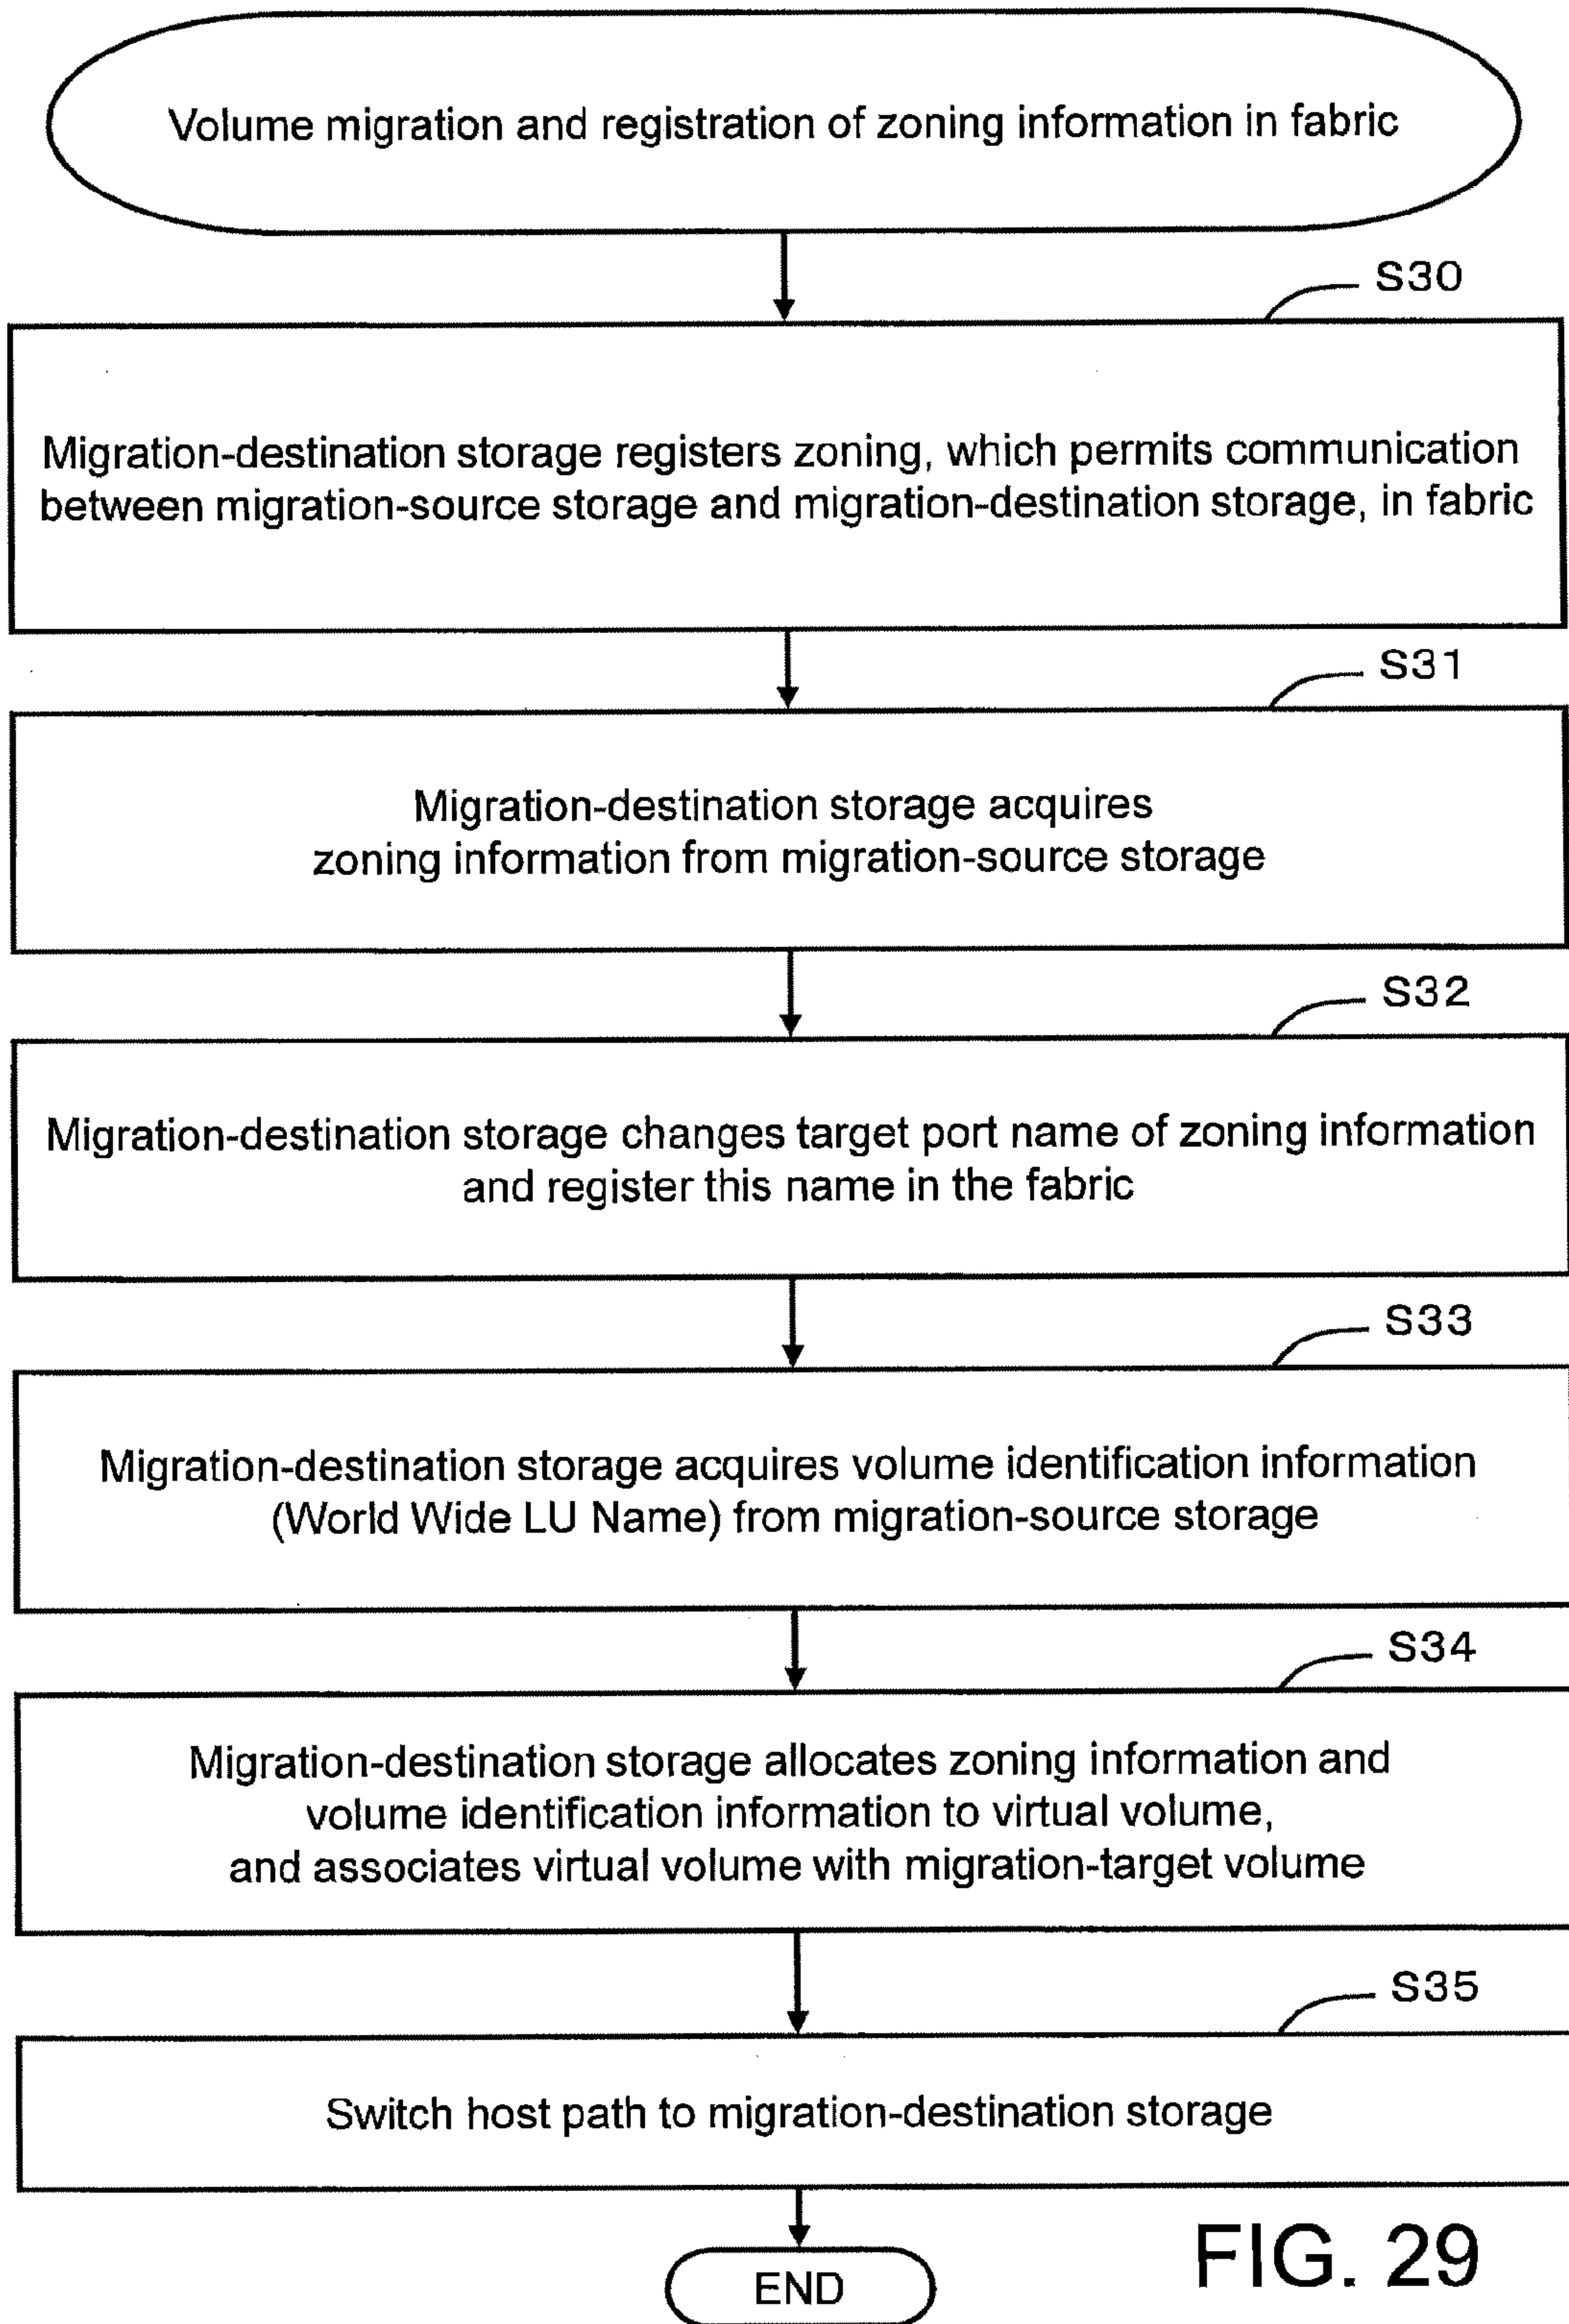 Volume migration and registration of zoning information in fabric
S30
Migration-destination storage registers zoning, which permits communication
between migration-source storage and migration-destination storage, in fabric
S31
Migration-destination storage acquires
zoning information from migration-source storage
S32
Migration-destination storage changes target port name of zoning information
and register this name in the fabric
S33
Migration-destination storage acquires volume identification information
(World Wide LU Name) from migration-source storage
S34
Migration-destination storage allocates zoning information and
volume identification information to virtual volume,
and associates virtual volume with migration-target volume
S35
Switch host path to migration-destination storage
END
FIG. 29